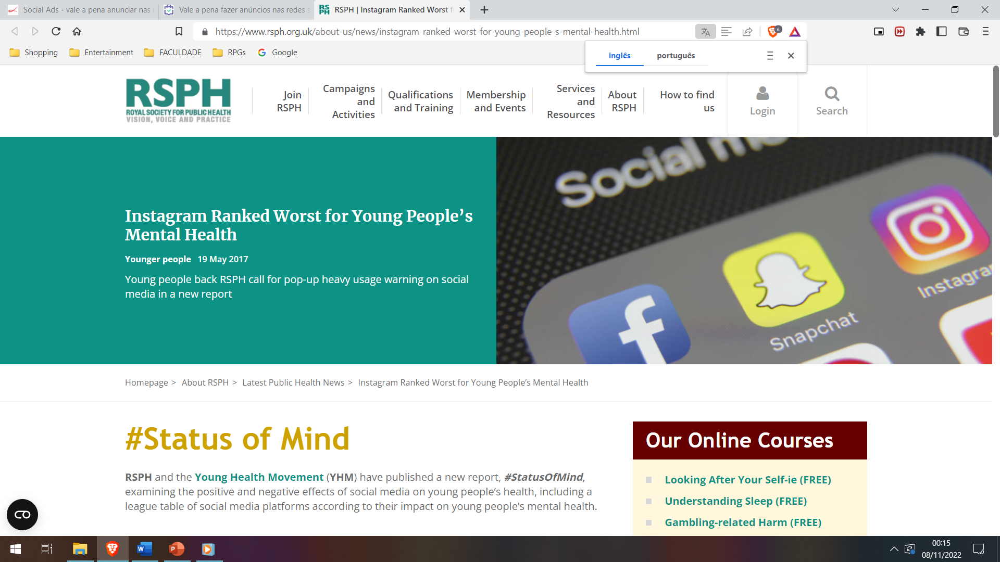 Social Ads - vale a pena anunciar nas r
Vale a pena fazer anúncios nas redes s
RSPH | Instagram Ranked Worst f
https://www.rsph.org.uk/about-us/news/instagram-ranked-worst-for-young-people-s-mental-health.html
6
Shopping
Entertainment
FACULDADE
RPGs
Google
inglês
português
RSPH
ROYAL SOCIETY FOR PUBLIC HEALTH
VISION, VOICE AND PRACTICE
Join
RSPH
Campaigns
and
Activities
Qualifications
and Training
Membership
and Events
Services
and
Resources
About
RSPH
How to find
us
Login
Search
Instagram Ranked Worst for Young People’s
Mental Health
Younger people 19 May 2017
Young people back RSPH call for pop-up heavy usage warning on social
media in a new report
Social me
Instagra
Snapchat
Homepage > About RSPH > Latest Public Health News > Instagram Ranked Worst for Young People’s Mental Health
#Status of Mind
RSPH and the Young Health Movement (YHM) have published a new report, #StatusOfMind,
examining the positive and negative effects of social media on young people’s health, including a
league table of social media platforms according to their impact on young people’s mental health.
Our Online Courses
Looking After Your Self-ie (FREE)
Understanding Sleep (FREE)
Gambling-related Harm (FREE)
00:15
08/11/2022